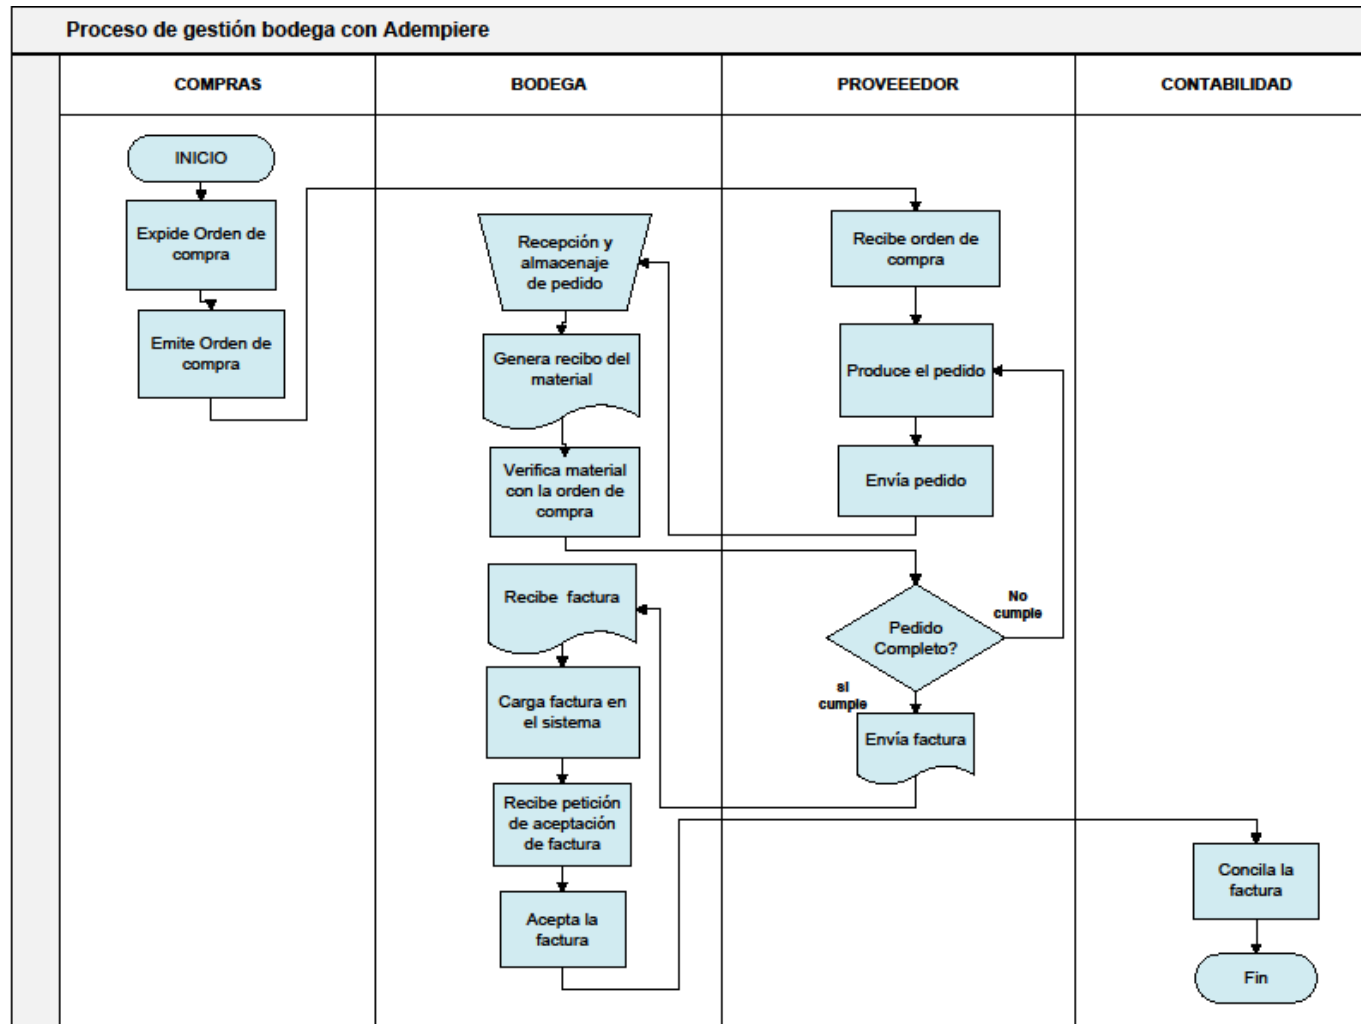 Proceso de gestión bodega con Adempiere
COMPRAS
BODEGA
PROVEEEDOR
CONTABILIDAD
INICIO
Expide Orden de
compra
Emite Orden de
compra
Recepción y
almacenaje
de pedido
Genera recibo del
material
Verifica material
con la orden de
compra
Recibe orden de
compra
Produce el pedido
Envía pedido
Pedido
Completo?
No
cumple
si
cumple
Envía factura
Recibe factura
Carga factura en
el sistema
Recibe petición
de aceptación
de factura
Acepta la
factura
Concila la
factura
Fin